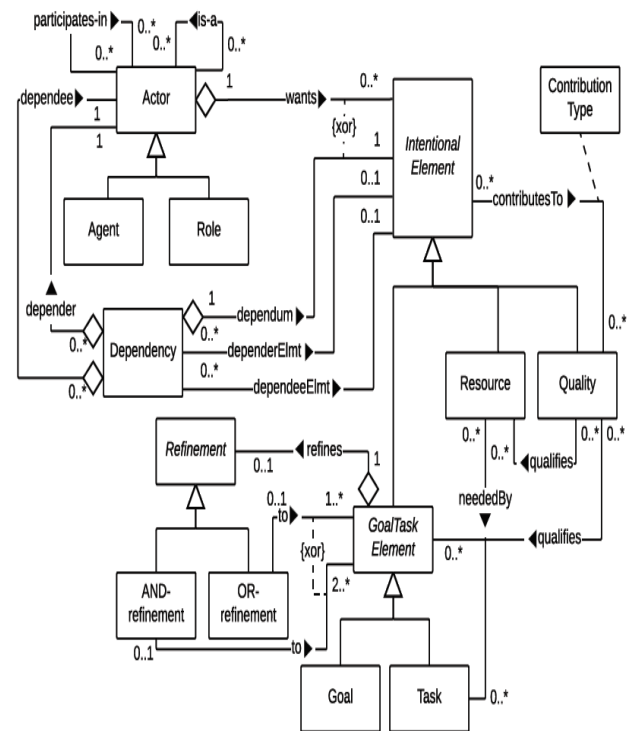 participates-in
0..*
is-a
0..*
0..*
0..*
dependee
Actor
1
wants
0..*
Contribution
Type
1
1
{xor}
Intentional
Element
1
0..1
0..*
contributesTo
0..1
Agent
Role
depender
1
dependum
0..*
0..*
0..*
Dependency
dependerElmt
0..*
dependeeElmt
0..*
Resource
Quality
Refinement
refines
0..1
1
0..*
0..*
0..*
0..*
qualifies
neededBy
0..1
to
1..*
GoalTask
Element
{xor}
qualifies
0..*
2..*
AND-
refinement
OR-
refinement
0..1
to
Goal
Task
0..*